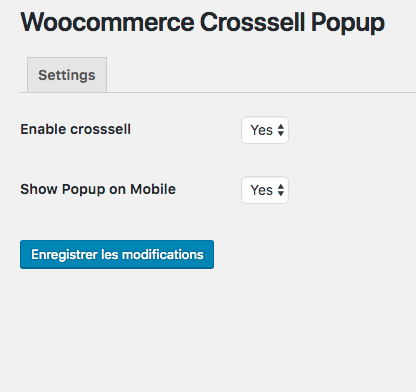 Woocommerce Crosssell Popup
Settings
Enable crosssell Yes
Show Popup on Mobile Yes
Enregistrer les modifications